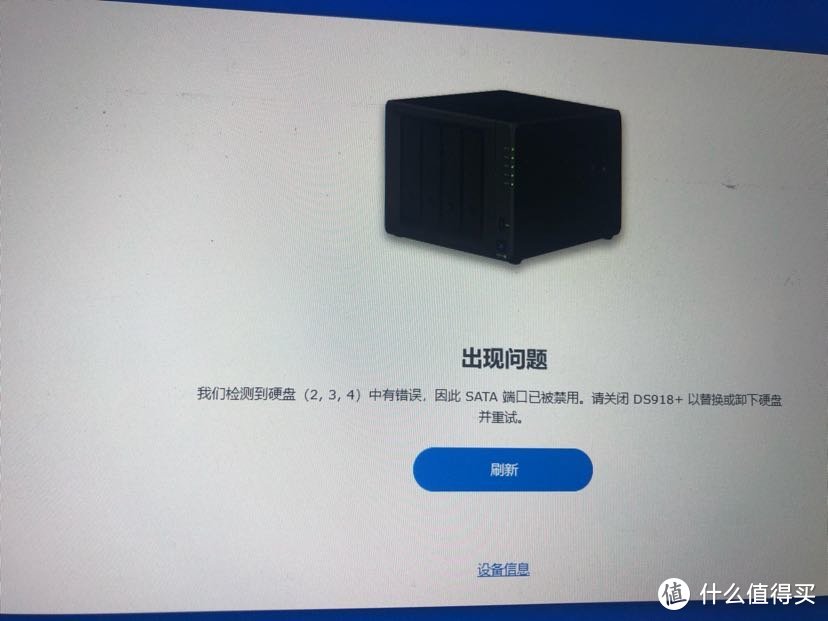 出现问题
我们检测到硬盘（2, 3, 4）中有错误，因此 SATA 端口已被禁用。请关闭 DS918+ 以替换或卸下硬盘
并重试。
刷新
设备信息
值 什么值得买